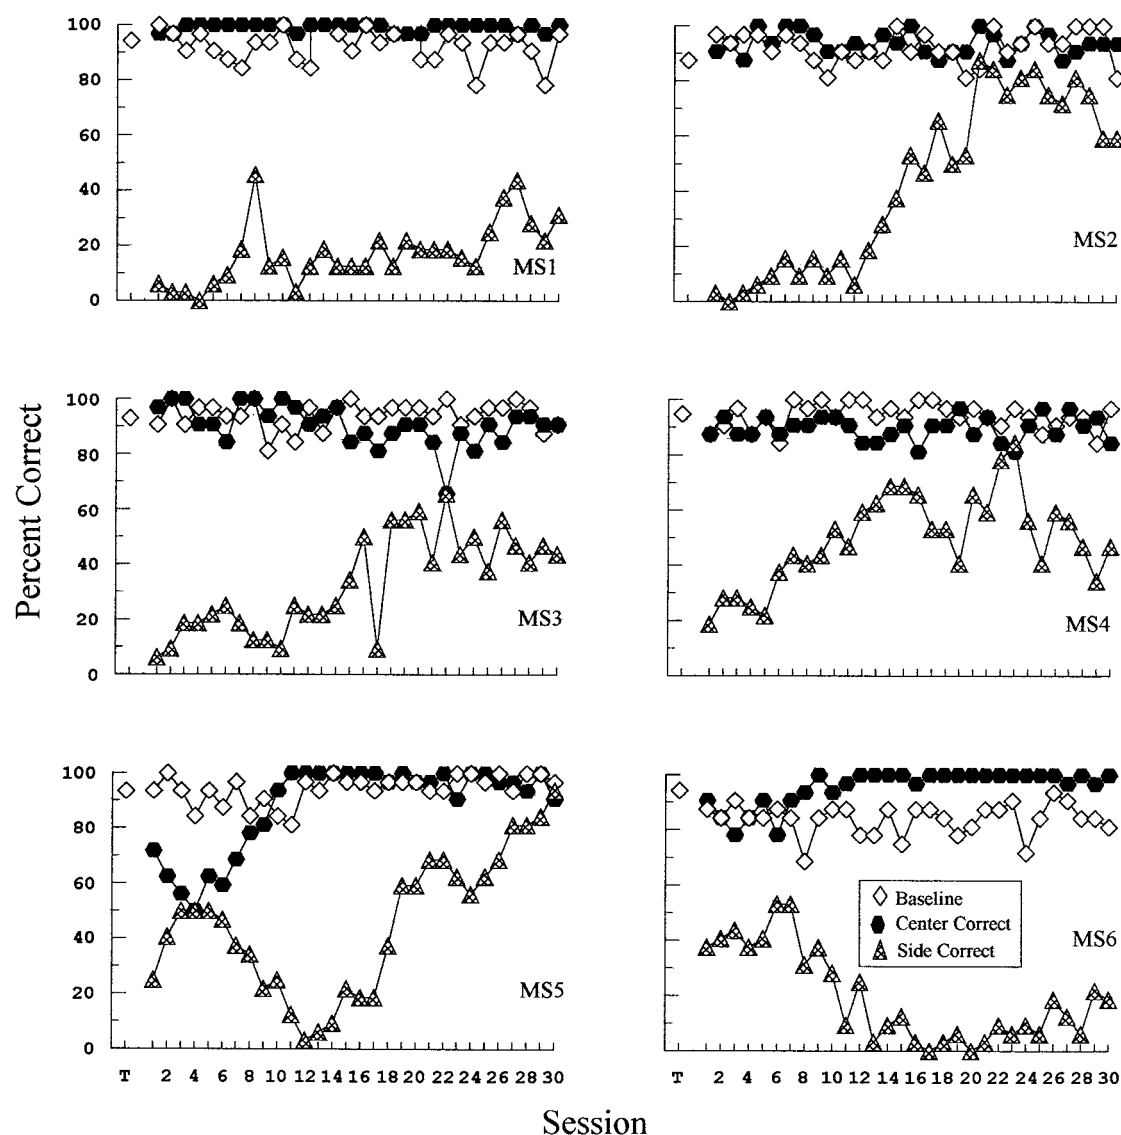 100
80
60
40
20
0
MS1
MS2
Percent Correct
100
80
60
40
20
0
MS3
MS4
100
80
60
40
20
0
MS5
Baseline
Center Correct
Side Correct
MS6
T 2 4 6 8 10 12 14 16 18 20 22 24 26 28 30
T 2 4 6 8 10 12 14 16 18 20 22 24 26 28 30
Session